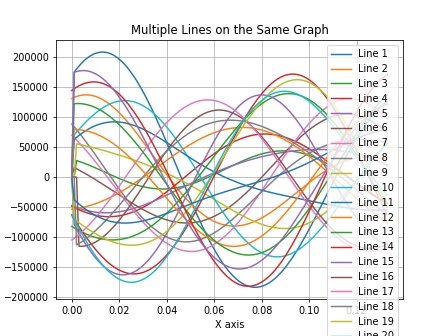 Multiple Lines on the Same Graph
200000
150000
100000
50000
0
−50000
−100000
−150000
−200000
0.00
0.02
0.04
0.06
0.08
0.10
X axis
Line 1
Line 2
Line 3
Line 4
Line 5
Line 6
Line 7
Line 8
Line 9
Line 10
Line 11
Line 12
Line 13
Line 14
Line 15
Line 16
Line 17
Line 18
Line 19
Line 20